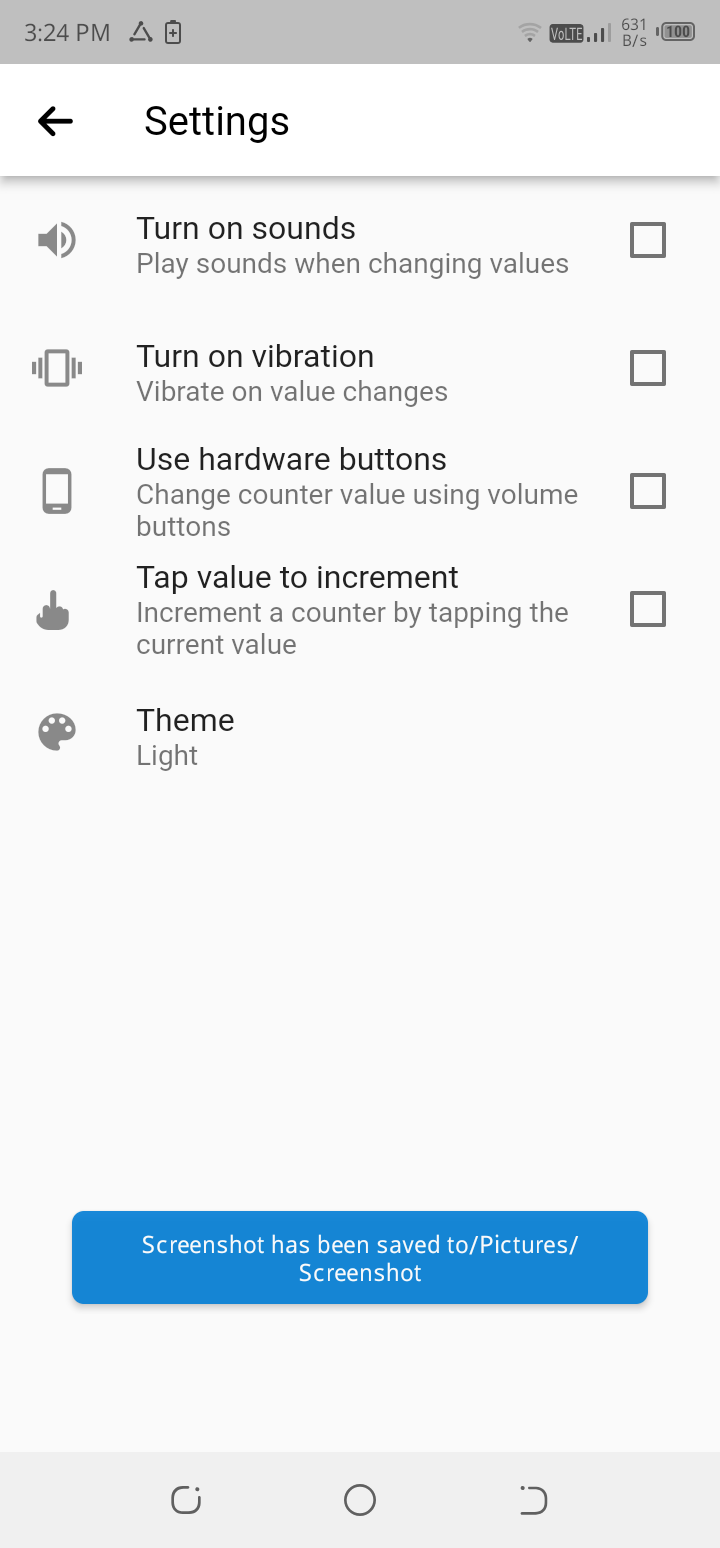 3:24 PM
VoLTE
631
B/s
100
Settings
Turn on sounds
Play sounds when changing values
Turn on vibration
Vibrate on value changes
Use hardware buttons
Change counter value using volume
buttons
Tap value to increment
Increment a counter by tapping the
current value
Theme
Light
Screenshot has been saved to/Pictures/
Screenshot